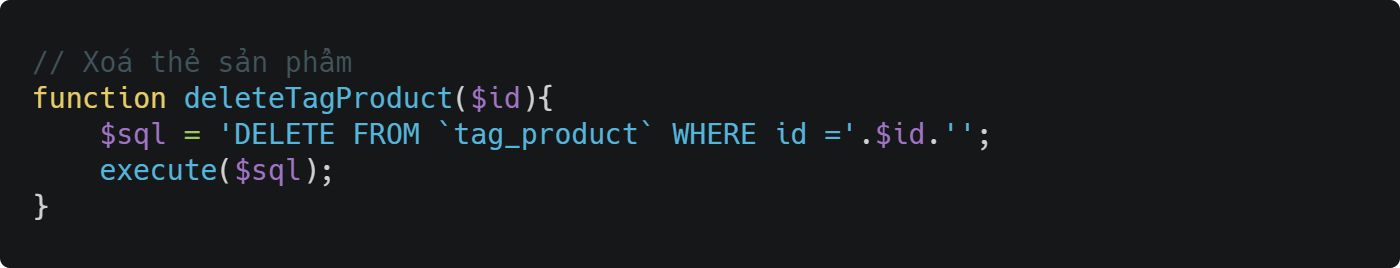 // Xoá thẻ sản phẩm
function deleteTagProduct($id){
    $sql = 'DELETE FROM `tag_product` WHERE id ='.$id.'';
    execute($sql);
}